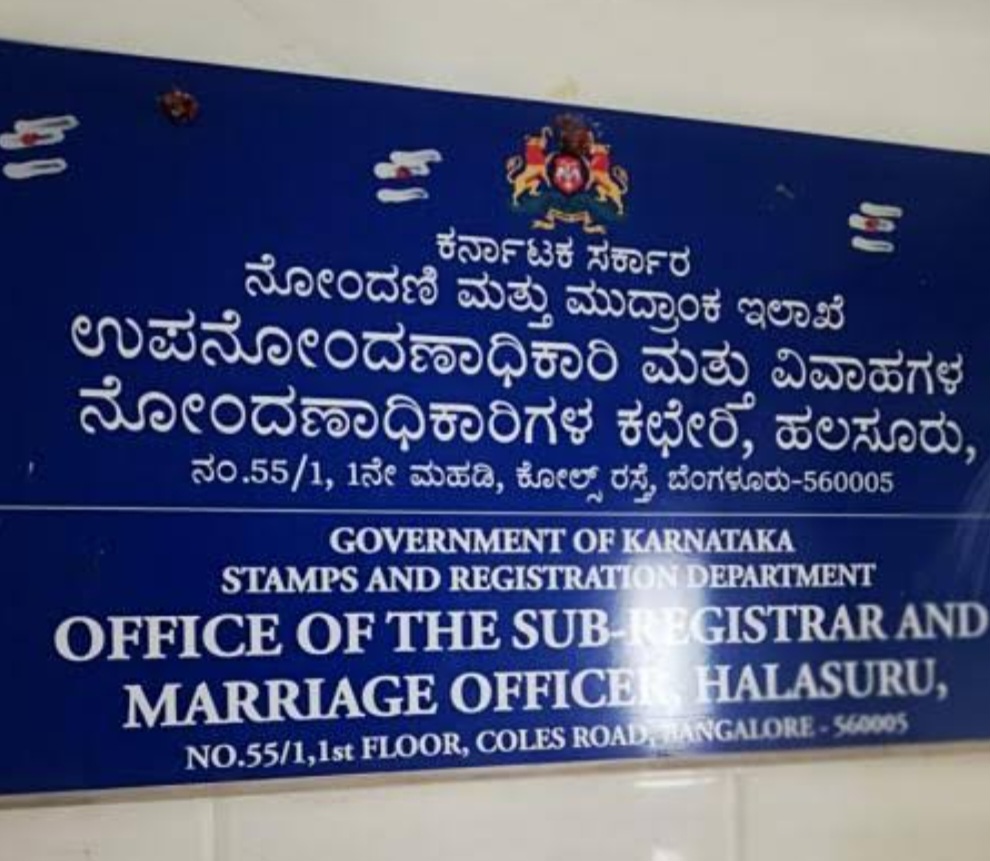 ಕರ್ನಾಟಕ ಸರ್ಕಾರ
ನೋಂದಣಿ ಮತ್ತು ಮುದ್ರಾಂಕ ಇಲಾಖೆ
ಉಪನೋಂದಣಾಧಿಕಾರಿ ಮತ್ತು ವಿವಾಹಗಳ
ನೋಂದಣಾಧಿಕಾರಿಗಳ ಕಛೇರಿ, ಹಲಸೂರು,
ನಂ.55/1, 1ನೇ ಮಹಡಿ, ಕೋಲ್ಸ್ ರಸ್ತೆ, ಬೆಂಗಳೂರು-560005
GOVERNMENT OF KARNATAKA
STAMPS AND REGISTRATION DEPARTMENT
OFFICE OF THE SUB-REGISTRAR AND
MARRIAGE OFFICER, HALASURU,
NO.55/1,1st FLOOR, COLES ROAD, BANGALORE - 560005